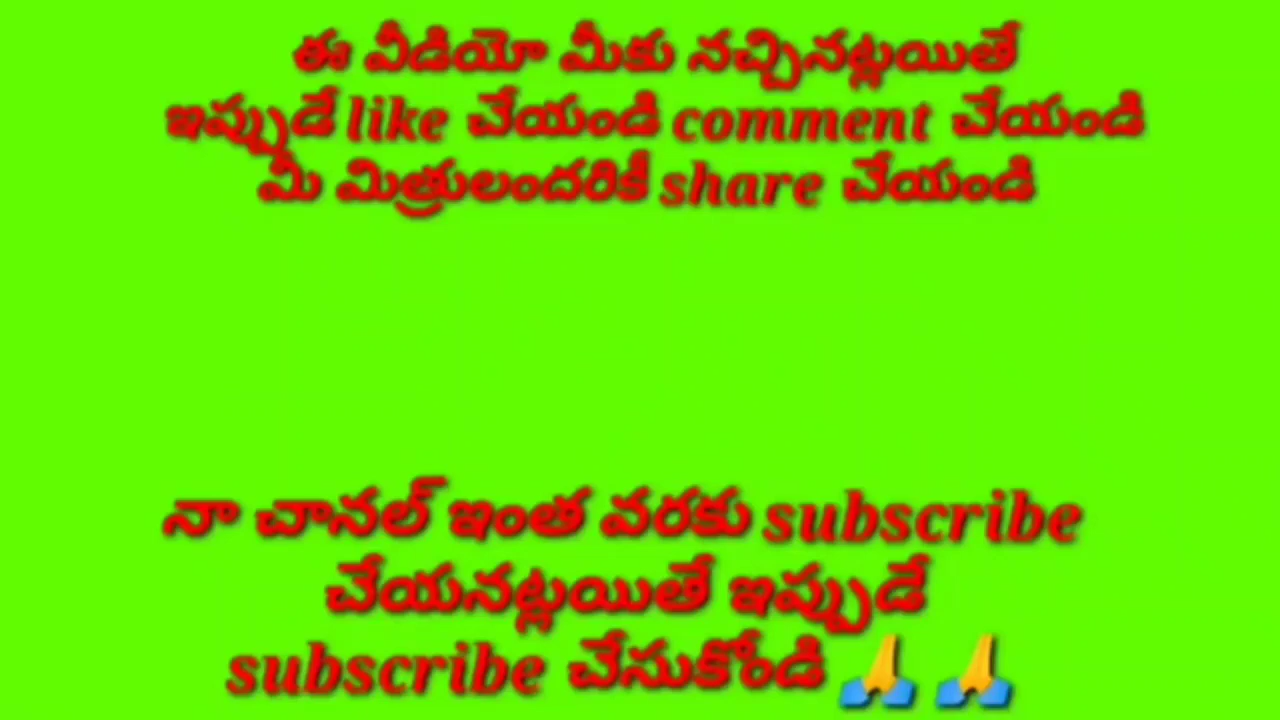 ఈ వీడియో మీకు నచ్చినట్లయితే
ఇప్పుడే like చేయండి comment చేయండి
మీ మిత్రులందరికీ share చేయండి
నా చానల్ ఇంత వరకు subscribe
చేయనట్లయితే ఇప్పుడే
subscribe చేసుకోండి 🙏 🙏